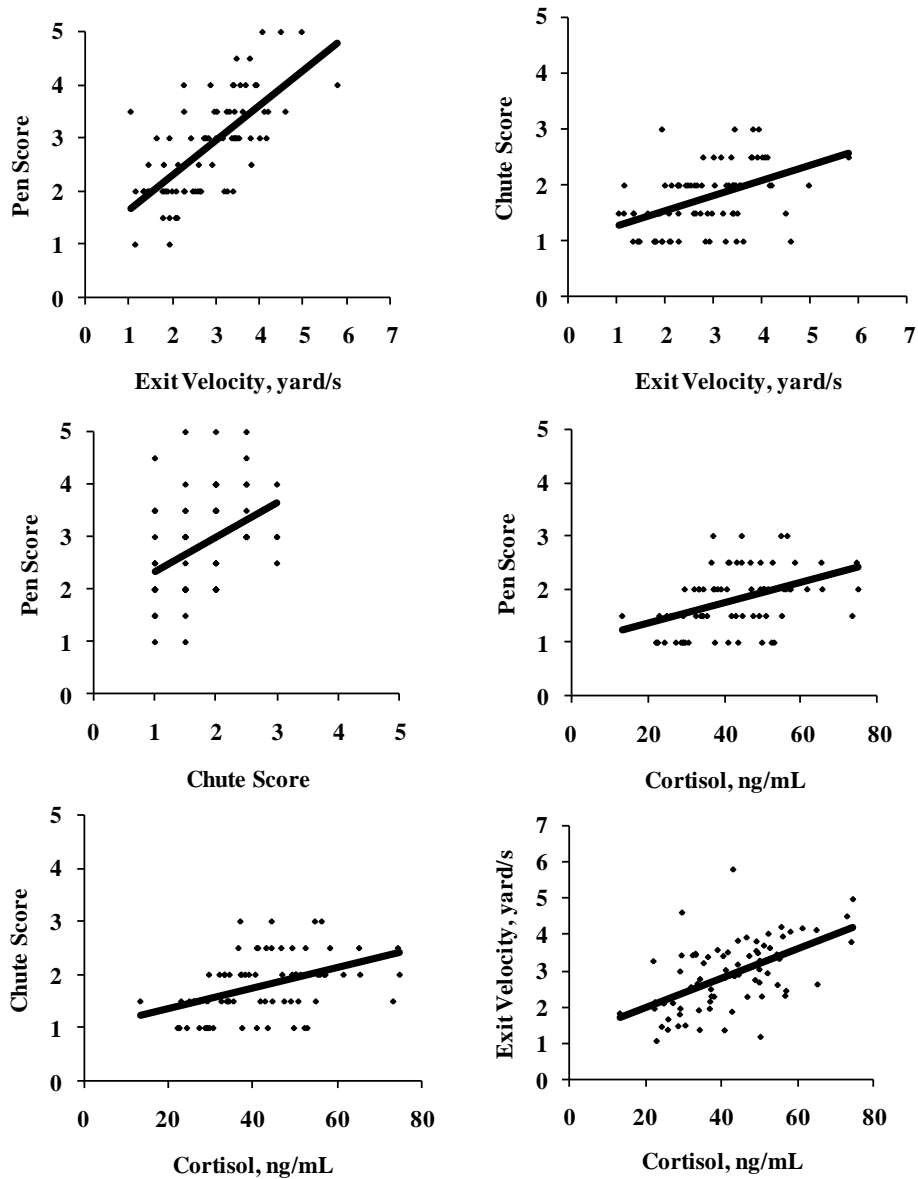 5
4
3
2
1
0
Pen Score
0 1 2 3 4 5 6 7
Exit Velocity, yard/s
5
4
3
2
1
0
Chute Score
0 1 2 3 4 5 6 7
Exit Velocity, yard/s
5
4
3
2
1
0
Pen Score
0 1 2 3 4 5
Chute Score
5
4
3
2
1
0
Pen Score
0 20 40 60 80
Cortisol, ng/mL
5
4
3
2
1
0
Chute Score
0 20 40 60 80
Cortisol, ng/mL
7
6
5
4
3
2
1
0
Exit Velocity, yard/s
0 20 40 60 80
Cortisol, ng/mL